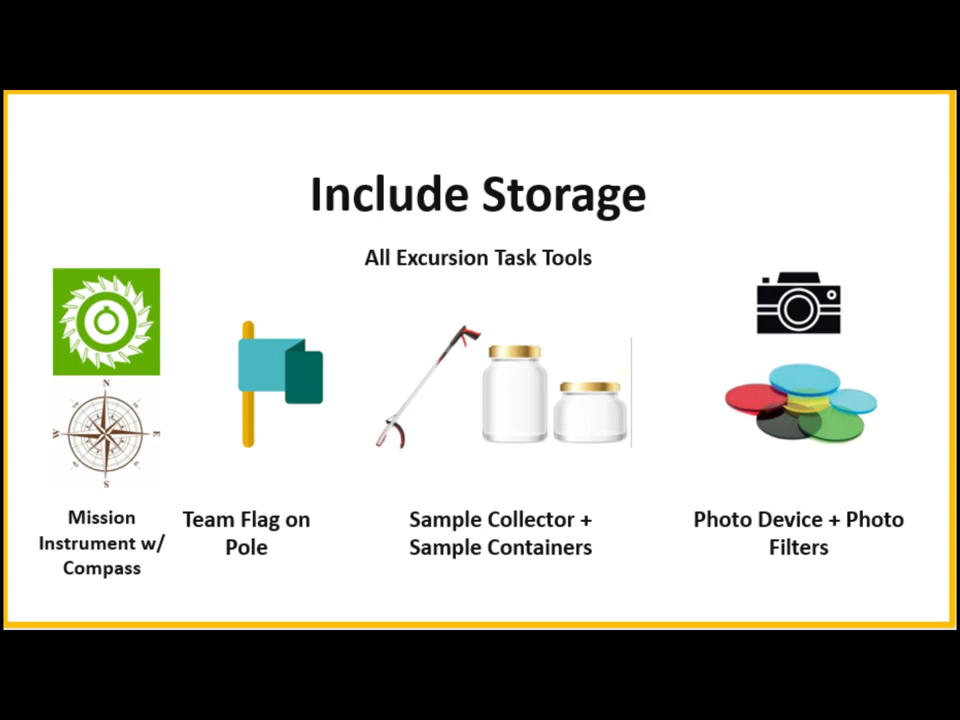 Include Storage
All Excursion Task Tools
N
W
E
S
Mission
Instrument w/
Compass
Team Flag on
Pole
Sample Collector +
Sample Containers
Photo Device + Photo
Filters